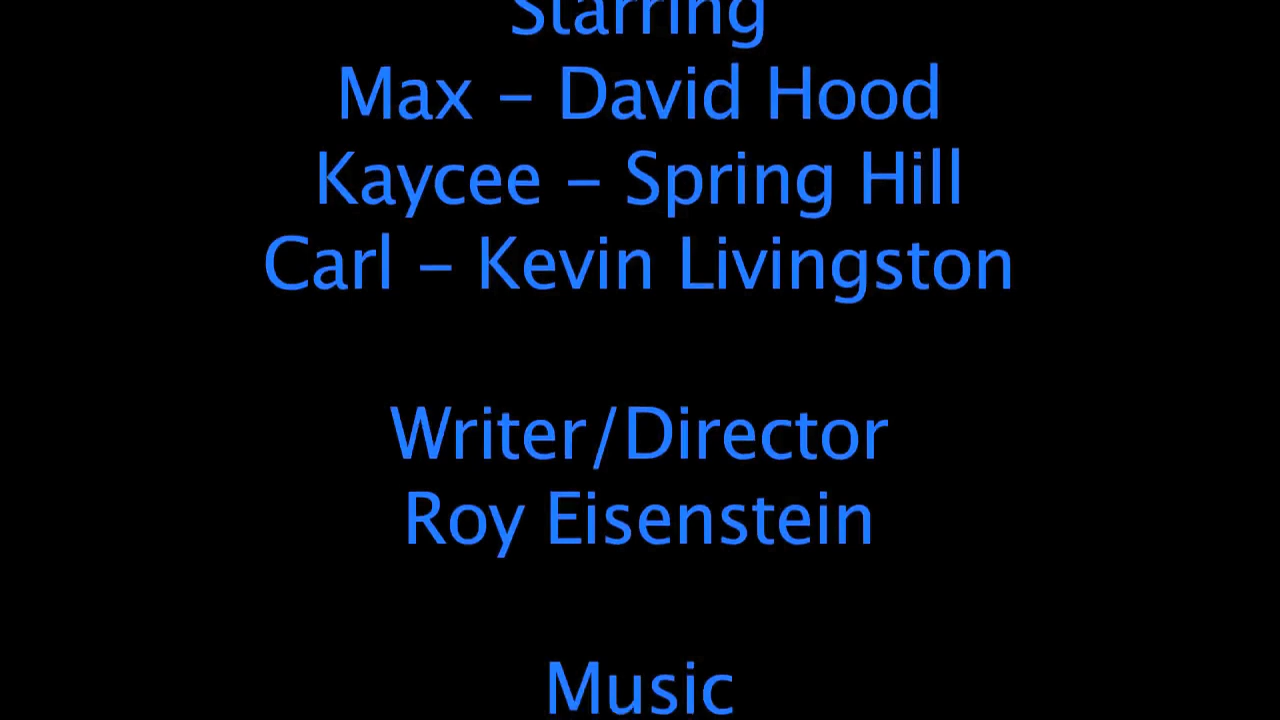 Starring
Max - David Hood
Kaycee - Spring Hill
Carl - Kevin Livingston
Writer/Director
Roy Eisenstein
Music